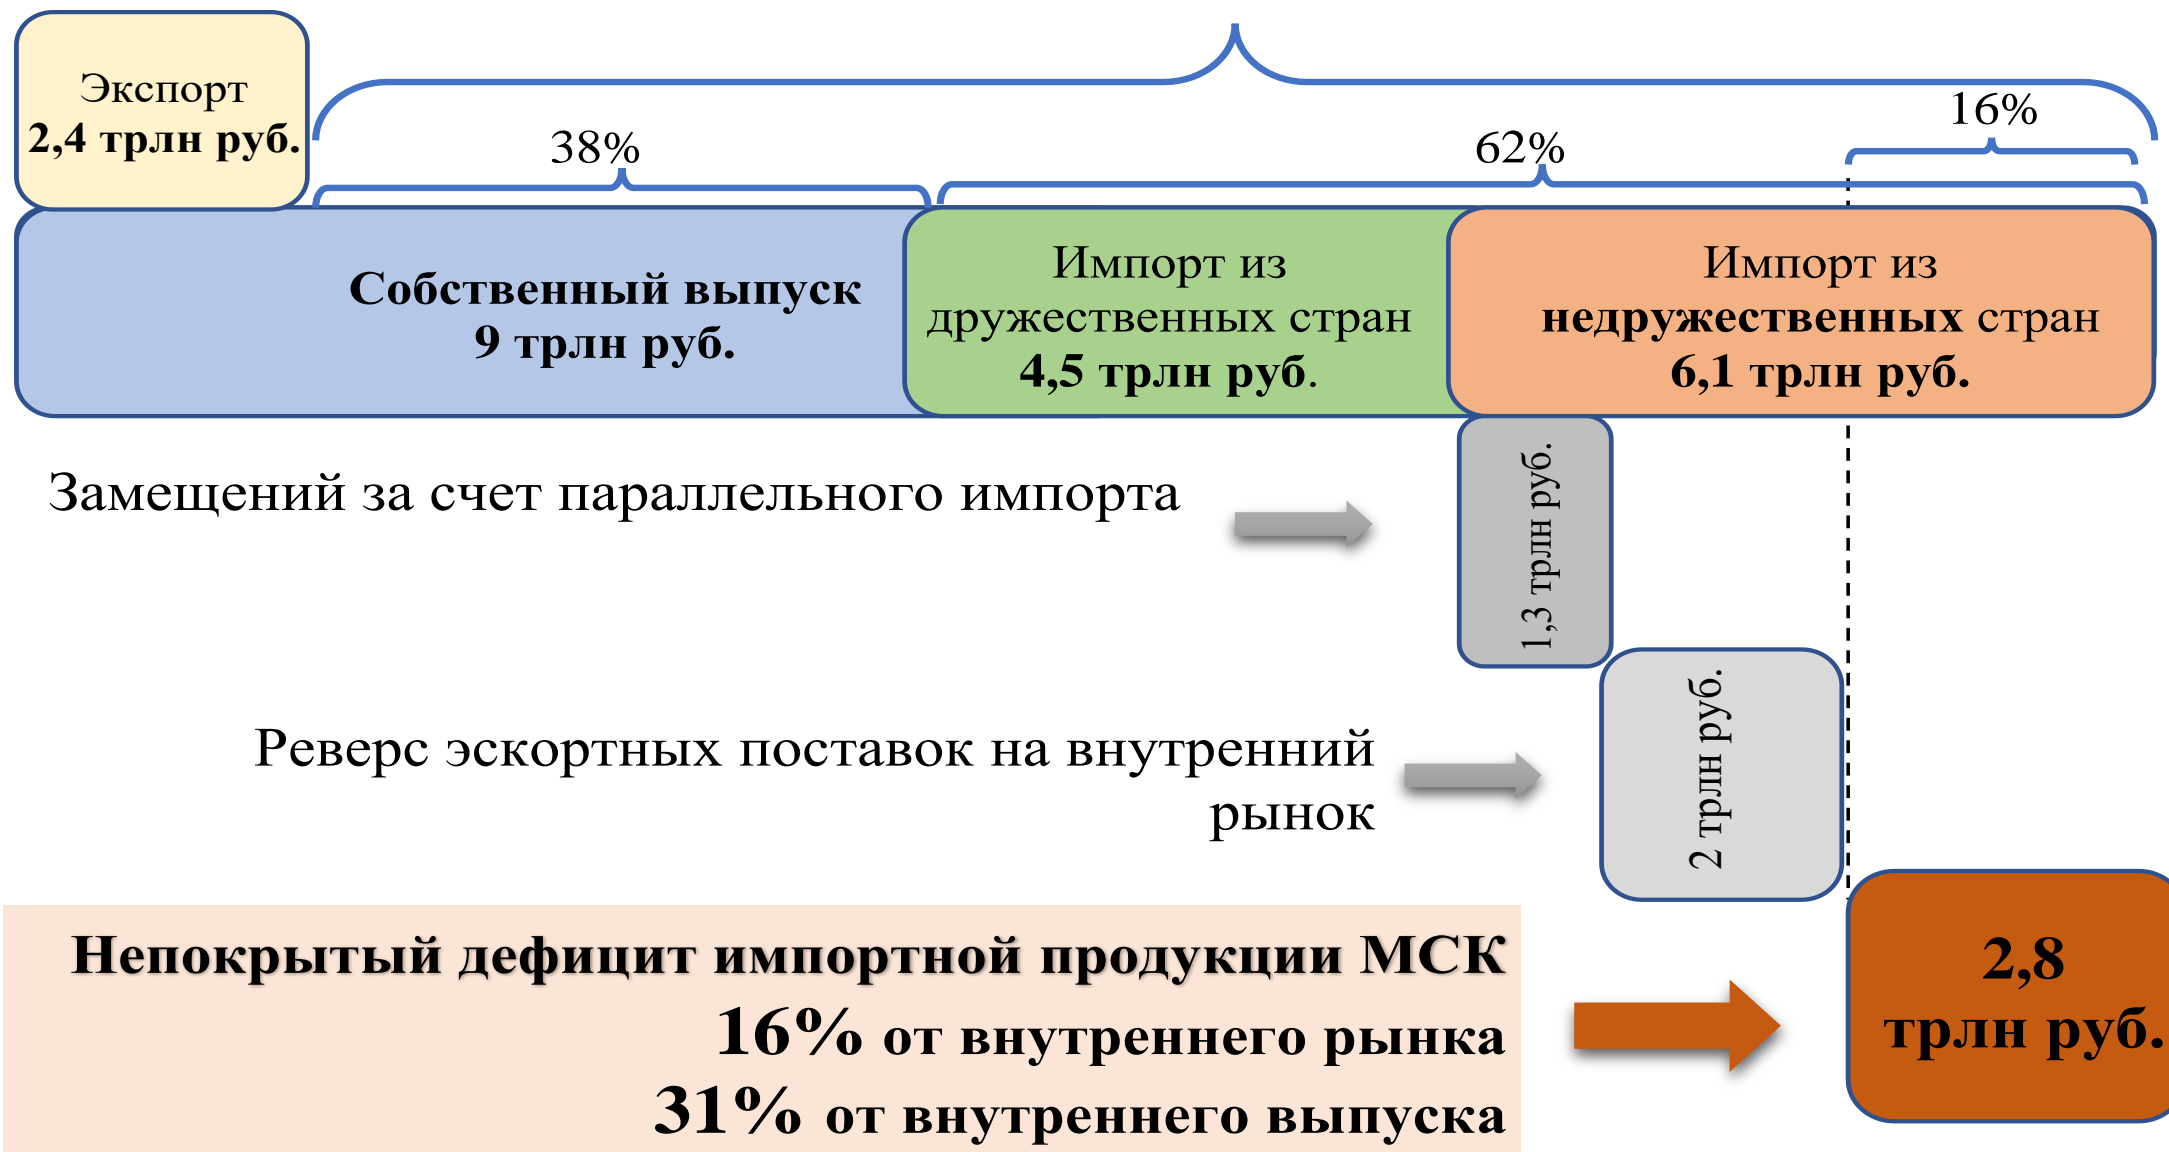 Экспорт
2,4 трлн руб.
38%
62%
16%
Собственный выпуск
9 трлн руб.
Импорт из
дружественных стран
4,5 трлн руб.
Импорт из
недружественных стран
6,1 трлн руб.
Замещений за счет параллельного импорта
1,3 трлн руб.
Реверс эскортных поставок на внутренний
рынок
2 трлн руб.
Непокрытый дефицит импортной продукции МСК
16% от внутреннего рынка
31% от внутреннего выпуска
2,8
трлн руб.